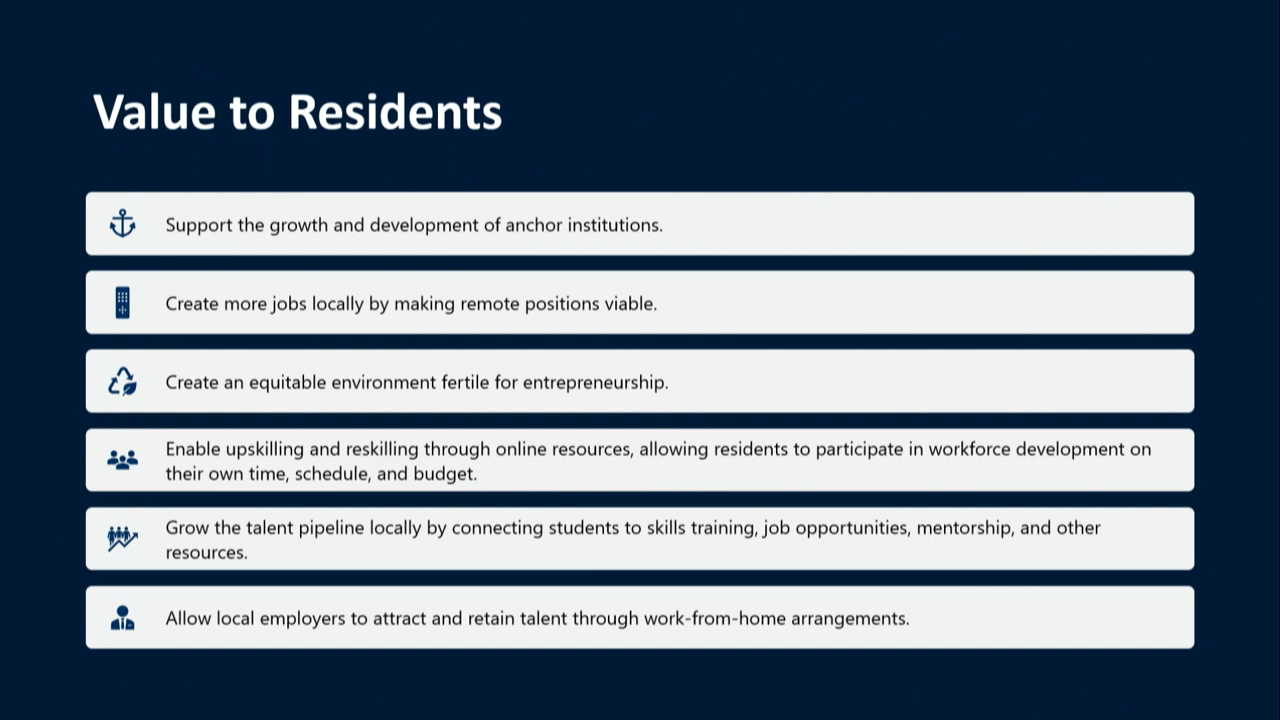 Value to Residents
Support the growth and development of anchor institutions.
Create more jobs locally by making remote positions viable.
Create an equitable environment fertile for entrepreneurship.
Enable upskilling and reskilling through online resources, allowing residents to participate in workforce development on
their own time, schedule, and budget.
Grow the talent pipeline locally by connecting students to skills training, job opportunities, mentorship, and other
resources.
Allow local employers to attract and retain talent through work-from-home arrangements.